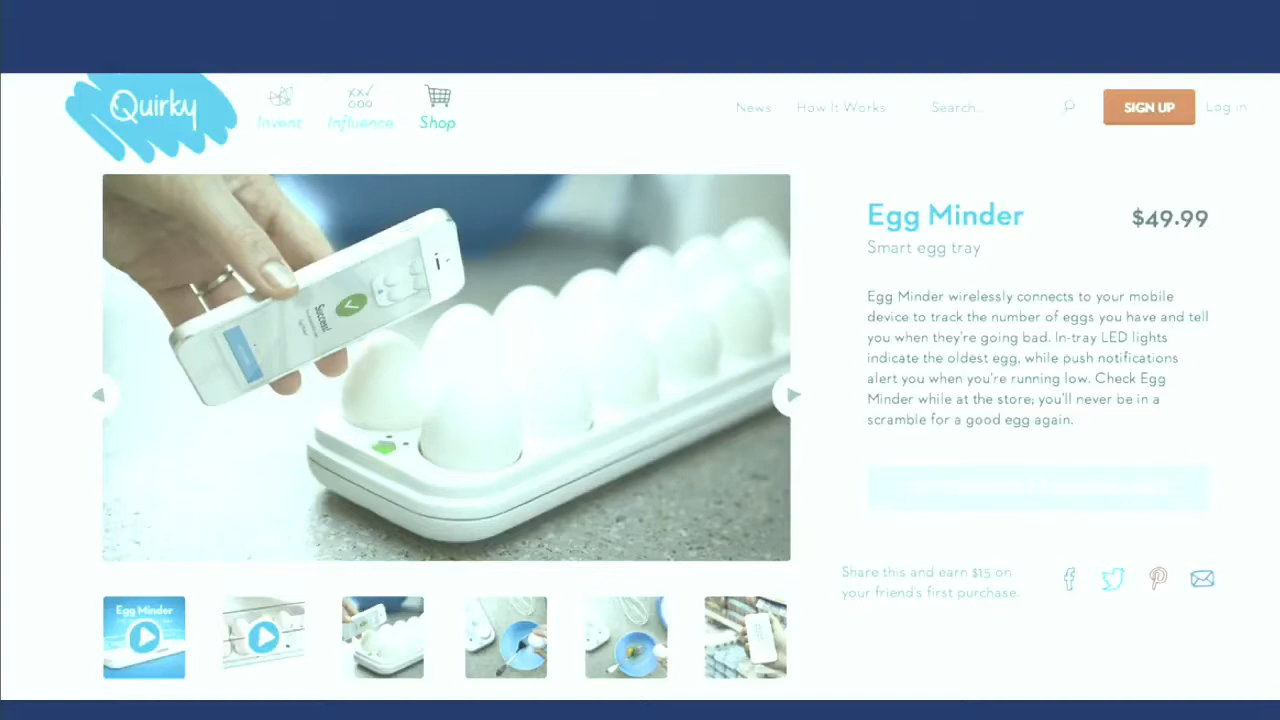 Quirky
Invent
Influence
Shop
News
How It Works
Search...
SIGN UP
Log in
Success!
Egg Minder
$49.99
Smart egg tray
Egg Minder wirelessly connects to your mobile
device to track the number of eggs you have and tell
you when they're going bad. In-tray LED lights
indicate the oldest egg, while push notifications
alert you when you're running low. Check Egg
Minder while at the store; you'll never be in a
scramble for a good egg again.
Share this and earn $15 on
your friend's first purchase.
Egg Minder